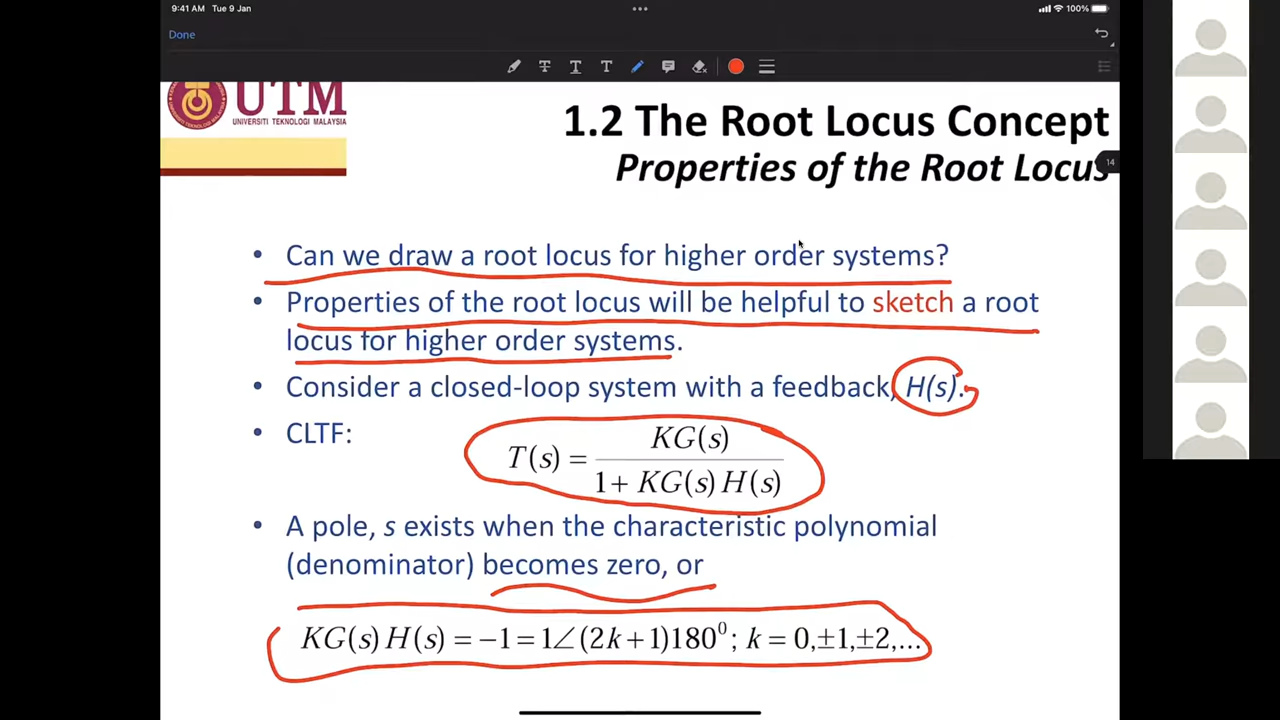 9:41 AM Tue 9 Jan
100%
Done
UTM
UNIVERSITI TEKNOLOGI MALAYSIA
1.2 The Root Locus Concept
Properties of the Root Locus
14
• Can we draw a root locus for higher order systems?
• Properties of the root locus will be helpful to sketch a root
locus for higher order systems.
• Consider a closed-loop system with a feedback, H(s).
• CLTF:
T(s) = KG(s) / 1 + KG(s)H(s)
• A pole, s exists when the characteristic polynomial
(denominator) becomes zero, or
KG(s)H(s) = −1 = 1∠(2k+1)180⁰; k = 0,±1,±2,...